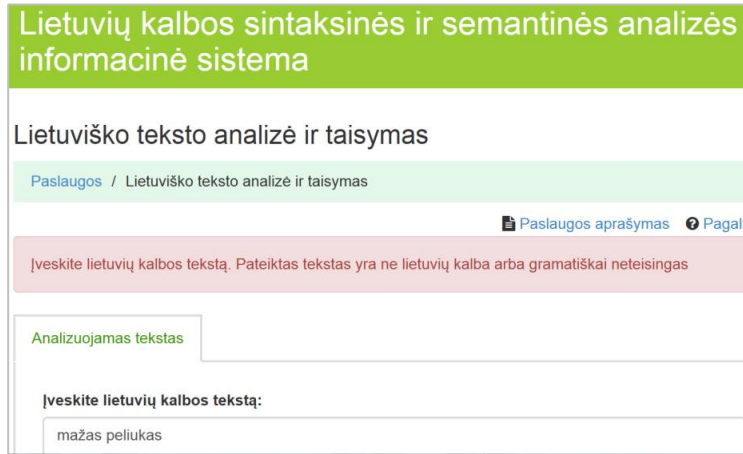 Lietuvių kalbos sintaksinės ir semantinės analizės
informacinė sistema
Lietuviško teksto analizė ir taisymas
Paslaugos / Lietuviško teksto analizė ir taisymas
Paslaugos aprašymas Pagal
Įveskite lietuvių kalbos tekstą. Pateiktas tekstas yra ne lietuvių kalba arba gramatiškai neteisingas
Analizuojamas tekstas
Įveskite lietuvių kalbos tekstą:
mažas peliukas